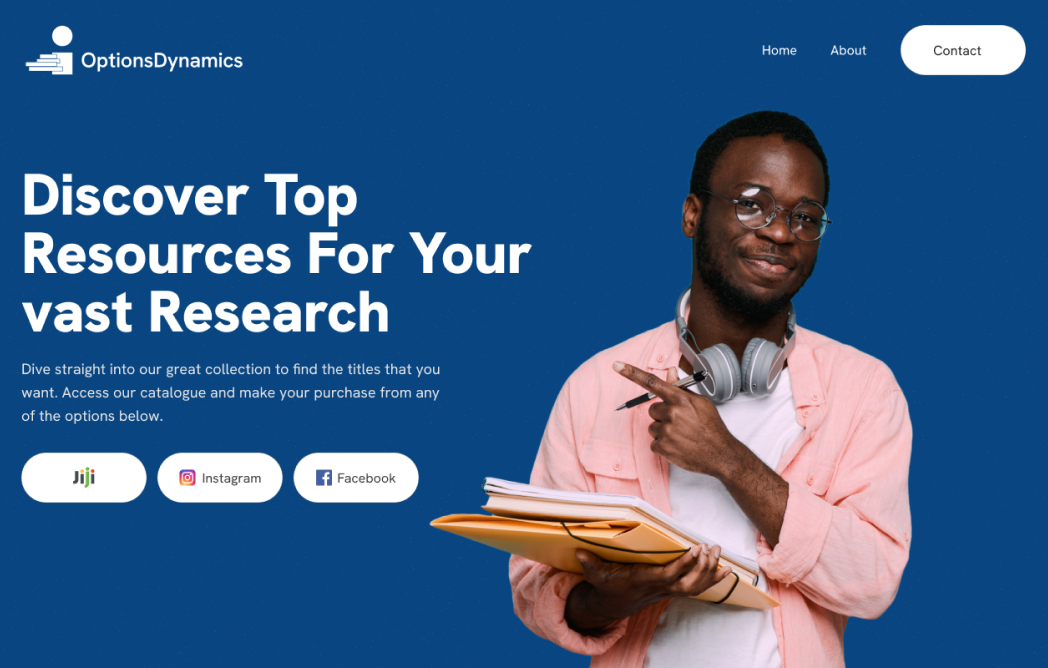 OptionsDynamics
Home
About
Contact
Discover Top
Resources For Your
vast Research
Dive straight into our great collection to find the titles that you
want. Access our catalogue and make your purchase from any
of the options below.
Jiji
Instagram
Facebook